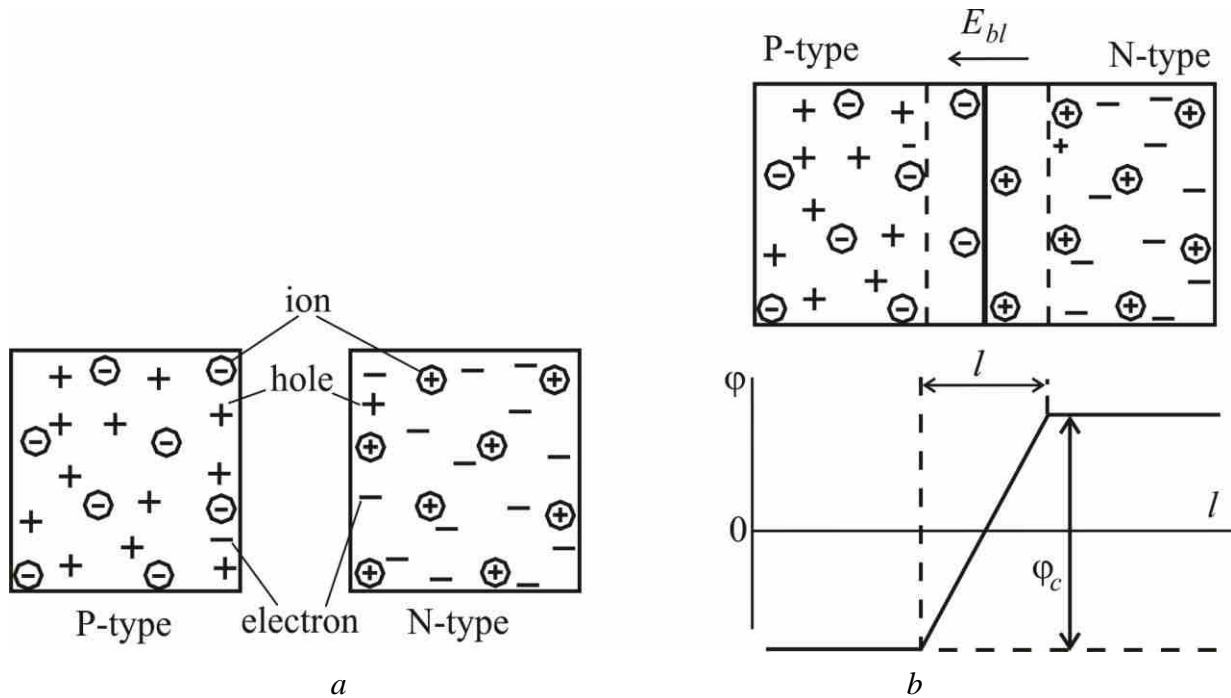 ion
hole
P-type
electron
N-type
a
E_bl
P-type
N-type
φ
l
0
l
φ_c
b